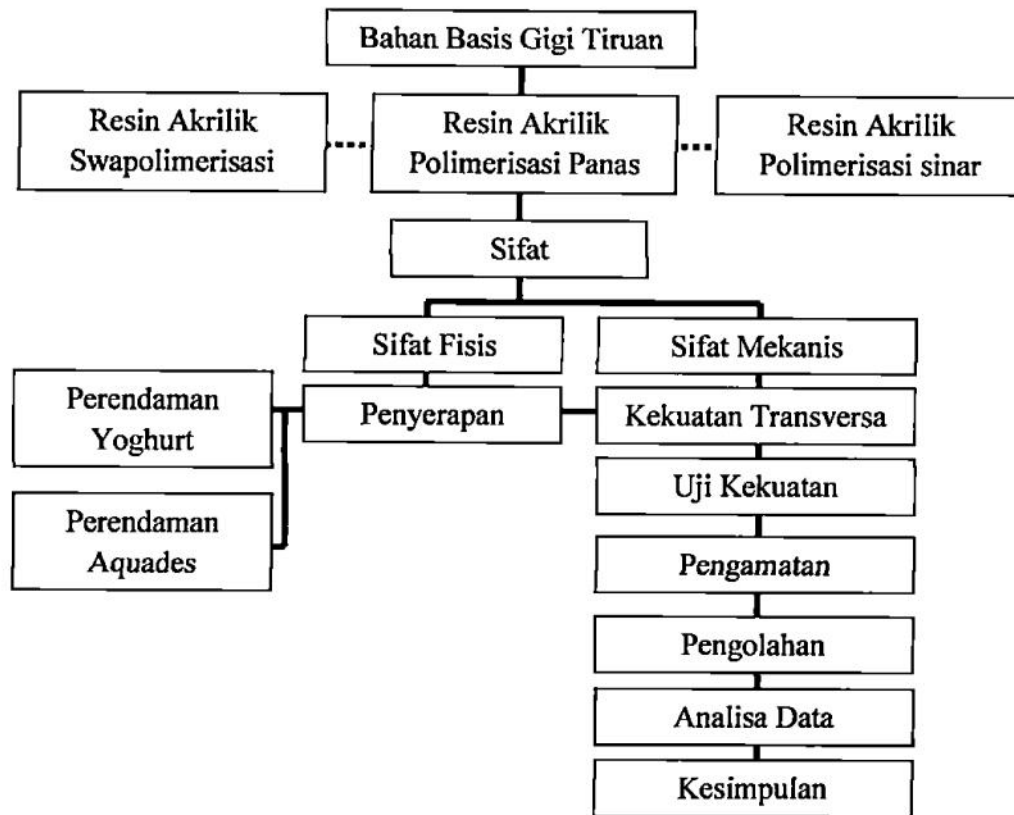 Bahan Basis Gigi Tiruan
Resin Akrilik
Swapolimerisasi
Resin Akrilik
Polimerisasi Panas
Resin Akrilik
Polimerisasi sinar
Sifat
Sifat Fisis
Sifat Mekanis
Perendaman
Yoghurt
Penyerapan
Kekuatan Transversa
Uji Kekuatan
Perendaman
Aquades
Pengamatan
Pengolahan
Analisa Data
Kesimpulan